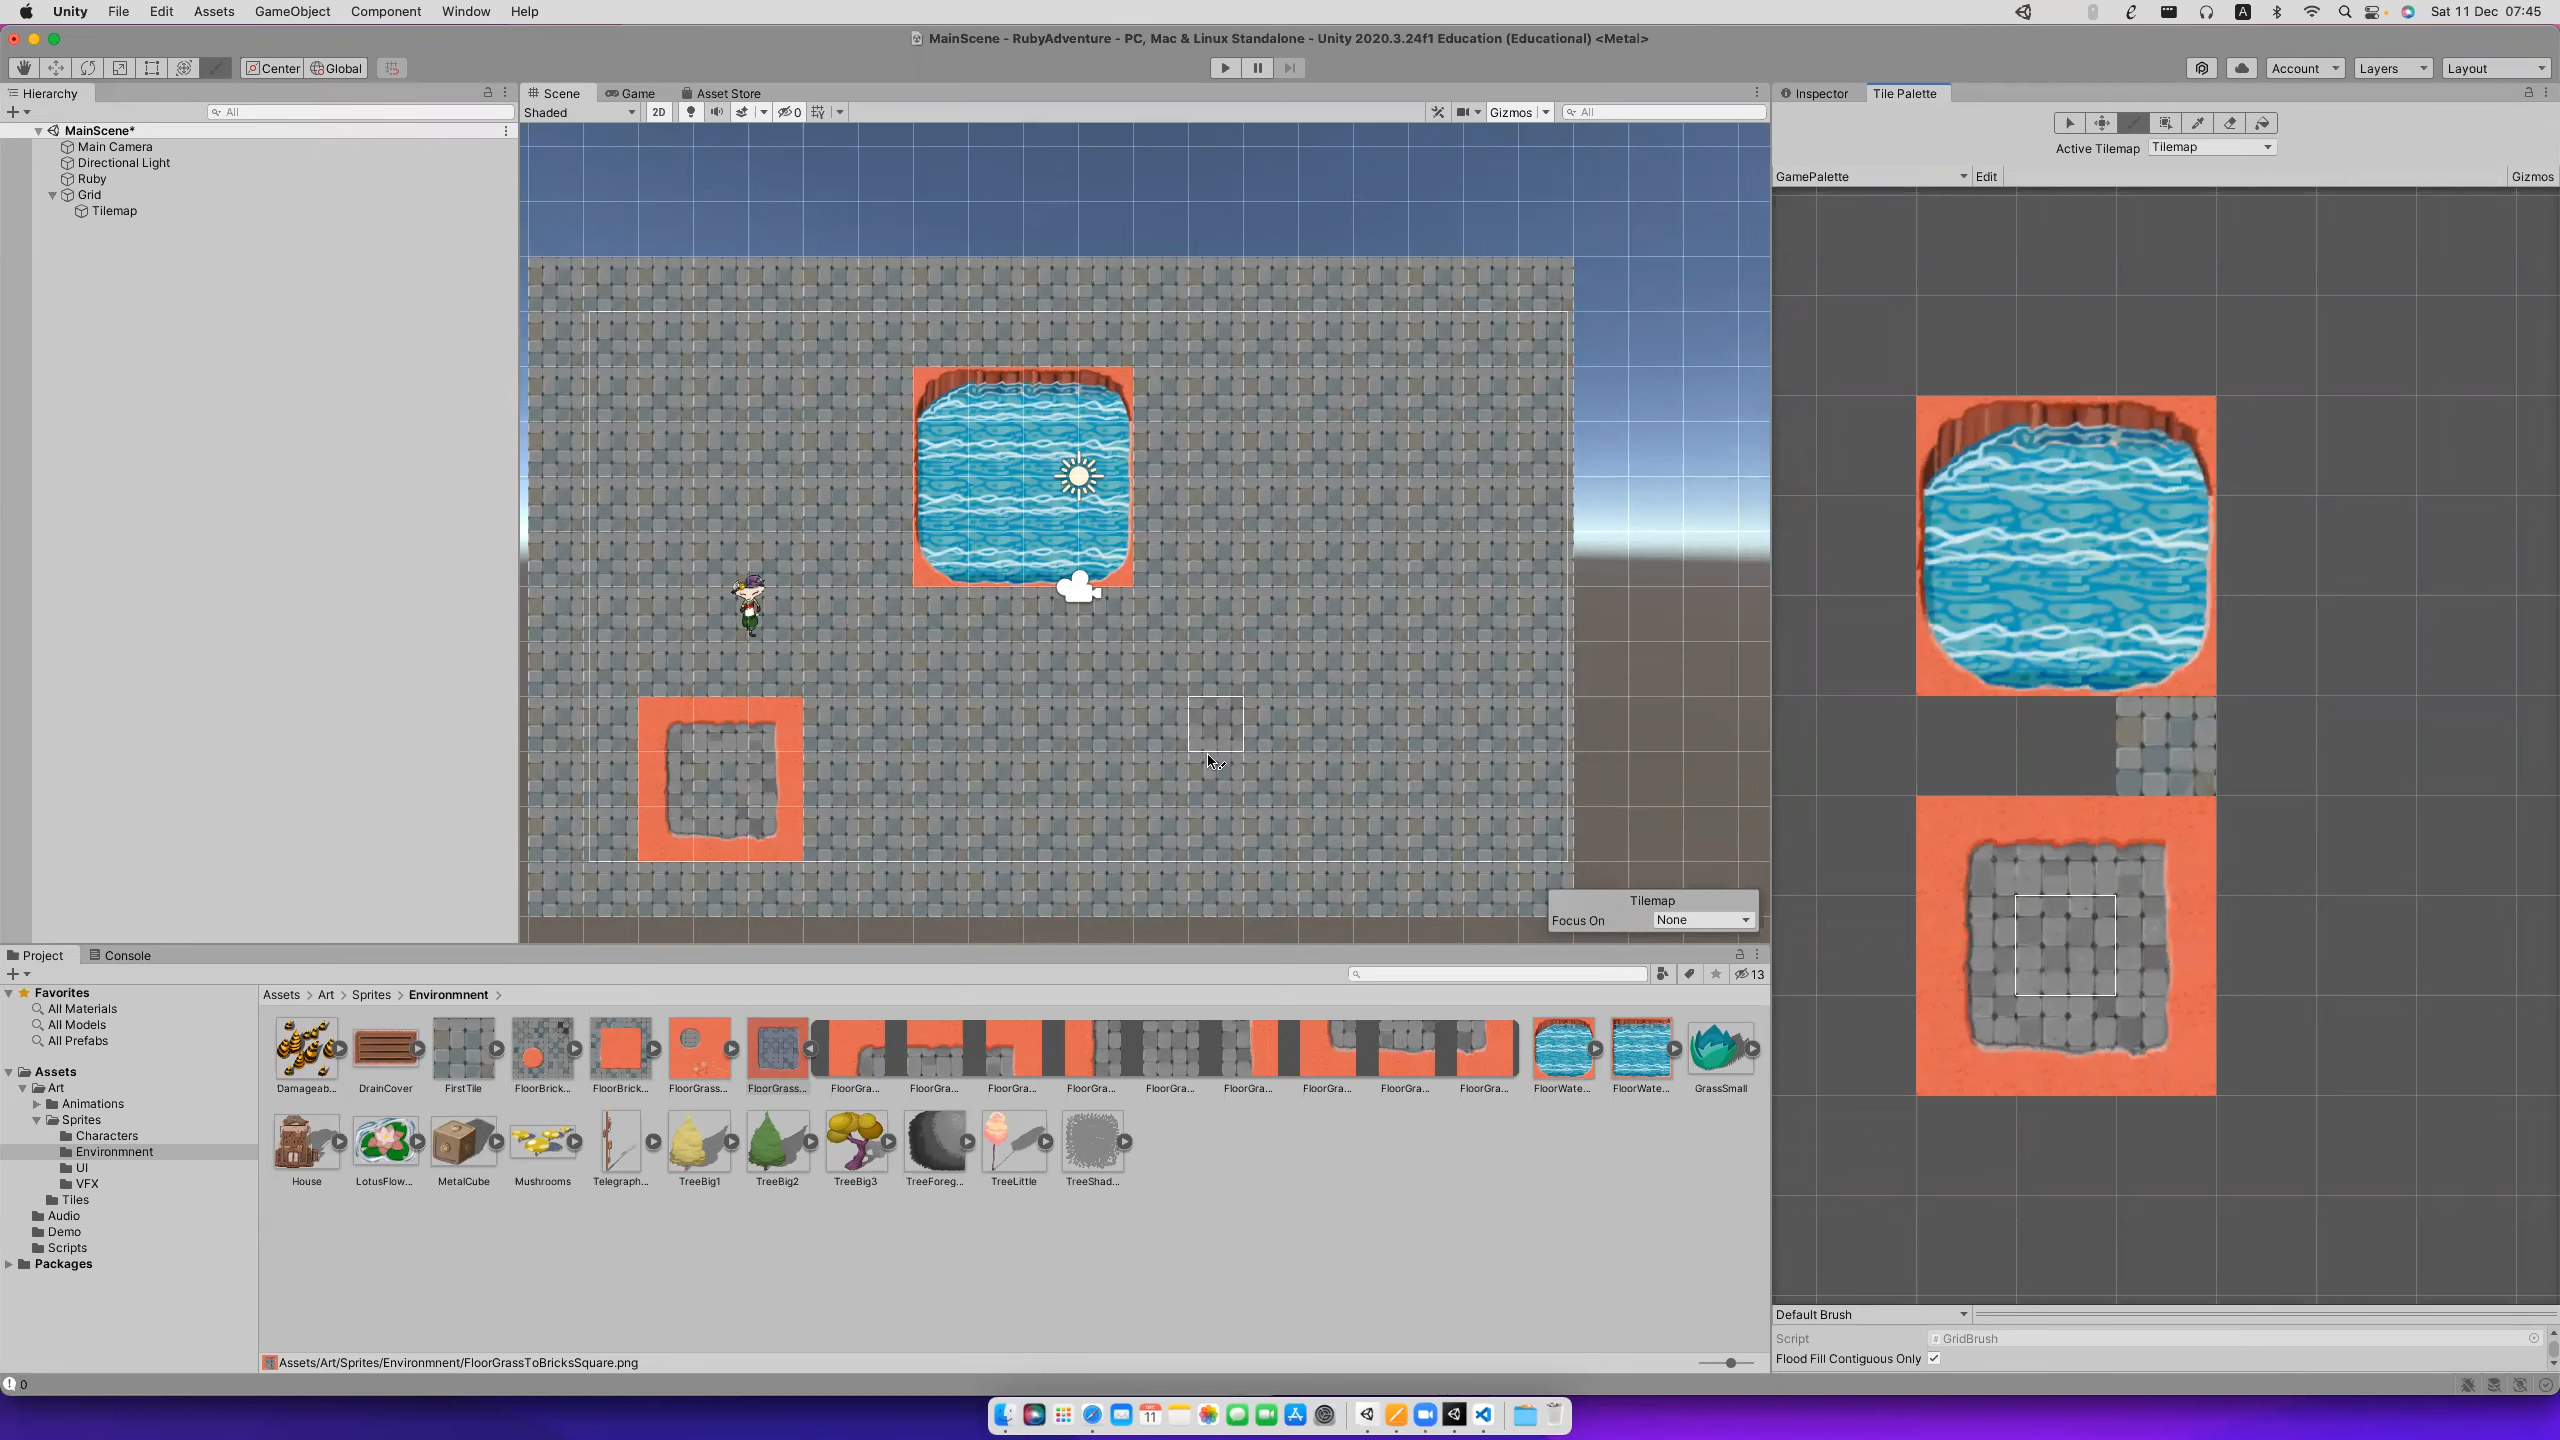 Unity File Edit Assets GameObject Component Window Help
A Sat 11 Dec 07:45
MainScene - RubyAdventure - PC, Mac & Linux Standalone - Unity 2020.3.24f1 Education (Educational) <Metal>
Center Global
Account Layers Layout
Hierarchy
All
MainScene*
Main Camera
Directional Light
Ruby
Grid
Tilemap
Scene Game Asset Store
Shaded 2D 0 Gizmos All
Tilemap
Focus On None
Inspector Tile Palette
Active Tilemap Tilemap
GamePalette Edit Gizmos
Default Brush
Script GridBrush
Flood Fill Contiguous Only
Project Console
13
Favorites
All Materials
All Models
All Prefabs
Assets
Art
Animations
Sprites
Characters
Environmnent
UI
VFX
Tiles
Audio
Demo
Scripts
Packages
Assets > Art > Sprites > Environmnent >
Damageab... DrainCover FirstTile FloorBrick... FloorBrick... FloorGrass... FloorGrass... FloorGra... FloorGra... FloorGra... FloorGra... FloorGra... FloorGra... FloorGra... FloorGra... FloorGra... FloorWate... FloorWate... GrassSmall
House LotusFlow... MetalCube Mushrooms Telegraph... TreeBig1 TreeBig2 TreeBig3 TreeForeg... TreeLittle TreeShad...
Assets/Art/Sprites/Environmnent/FloorGrassToBricksSquare.png
0
DEC
11